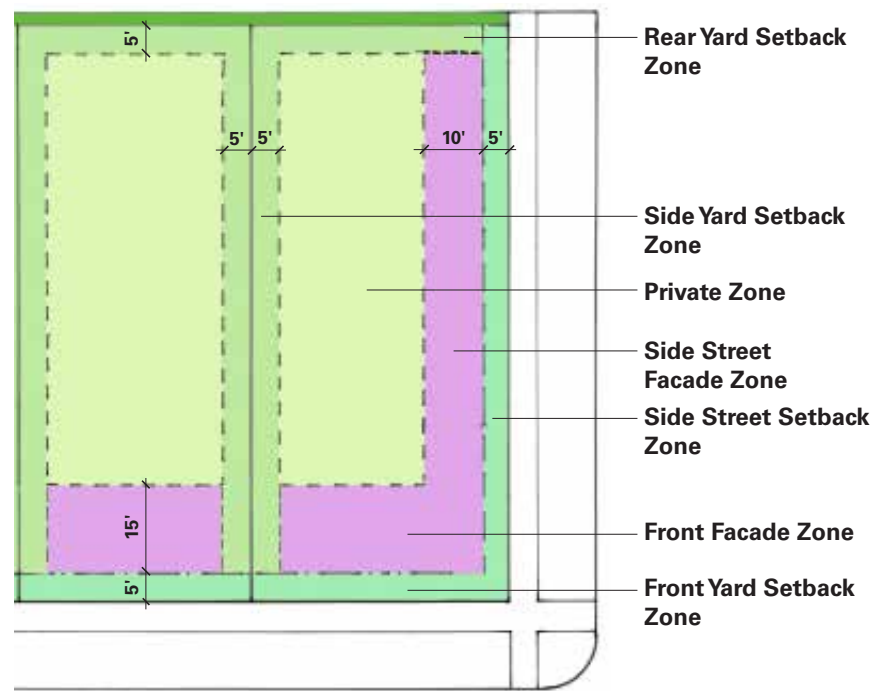 5'
Rear Yard Setback
Zone
5' 5' 10' 5'
Side Yard Setback
Zone
Private Zone
Side Street
Facade Zone
Side Street Setback
Zone
15'
Front Facade Zone
5'
Front Yard Setback
Zone